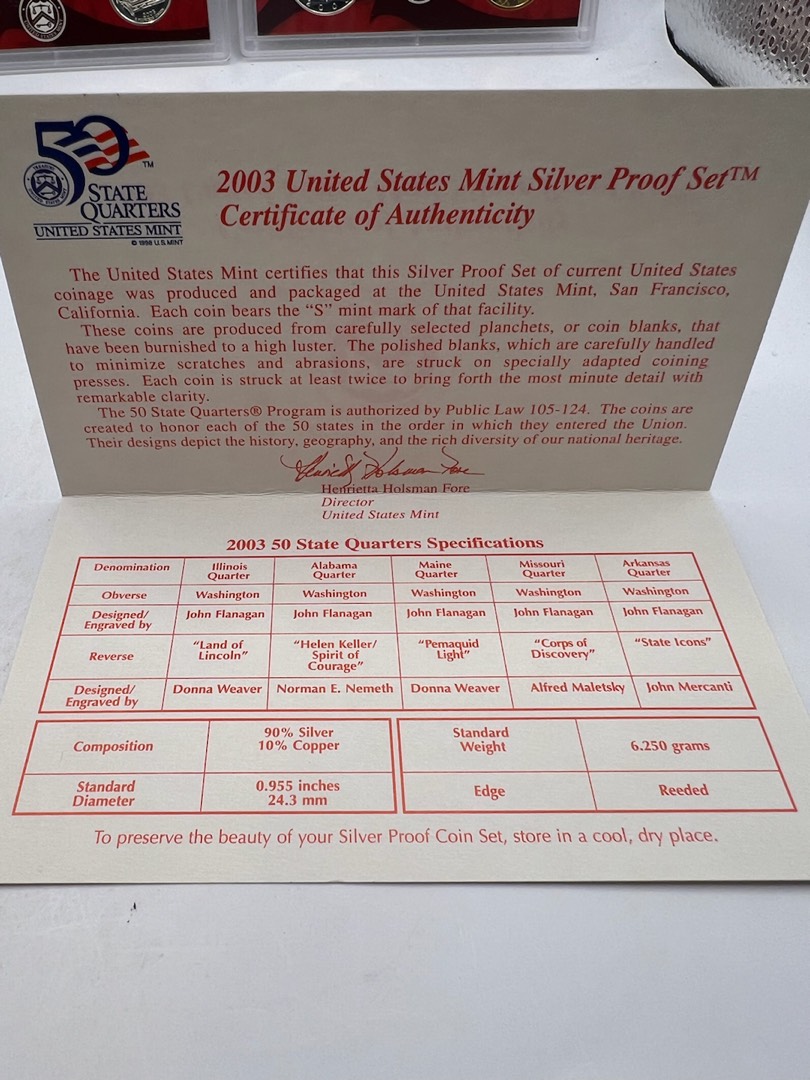 50
TM
STATE
QUARTERS
UNITED STATES MINT
© 1998 U.S. MINT
2003 United States Mint Silver Proof Set™
Certificate of Authenticity
The United States Mint certifies that this Silver Proof Set of current United States
coinage was produced and packaged at the United States Mint, San Francisco,
California. Each coin bears the “S” mint mark of that facility.
These coins are produced from carefully selected planchets, or coin blanks, that
have been burnished to a high luster. The polished blanks, which are carefully handled
to minimize scratches and abrasions, are struck on specially adapted coining
presses. Each coin is struck at least twice to bring forth the most minute detail with
remarkable clarity.
The 50 State Quarters® Program is authorized by Public Law 105-124. The coins are
created to honor each of the 50 states in the order in which they entered the Union.
Their designs depict the history, geography, and the rich diversity of our national heritage.
Henrietta Holsman Fore
Henrietta Holsman Fore
Director
United States Mint
2003 50 State Quarters Specifications
Denomination Illinois Quarter Alabama Quarter Maine Quarter Missouri Quarter Arkansas Quarter
Obverse Washington Washington Washington Washington Washington
Designed/ Engraved by John Flanagan John Flanagan John Flanagan John Flanagan John Flanagan
Reverse “Land of Lincoln” “Helen Keller/ Spirit of Courage” “Pemaquid Light” “Corps of Discovery” “State Icons”
Designed/ Engraved by Donna Weaver Norman E. Nemeth Donna Weaver Alfred Maletsky John Mercanti
Composition 90% Silver 10% Copper Standard Weight 6.250 grams
Standard Diameter 0.955 inches 24.3 mm Edge Reeded
To preserve the beauty of your Silver Proof Coin Set, store in a cool, dry place.